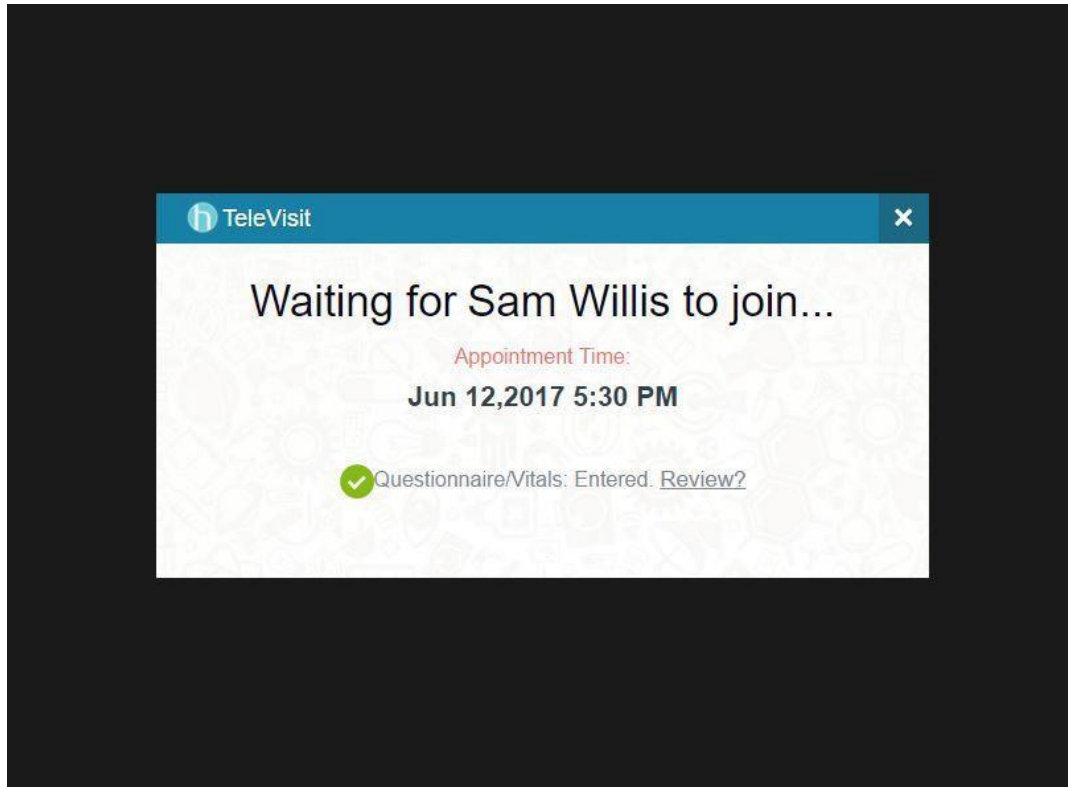 TeleVisit
Waiting for Sam Willis to join...
Appointment Time:
Jun 12,2017 5:30 PM
Questionnaire/Vitals: Entered. Review?